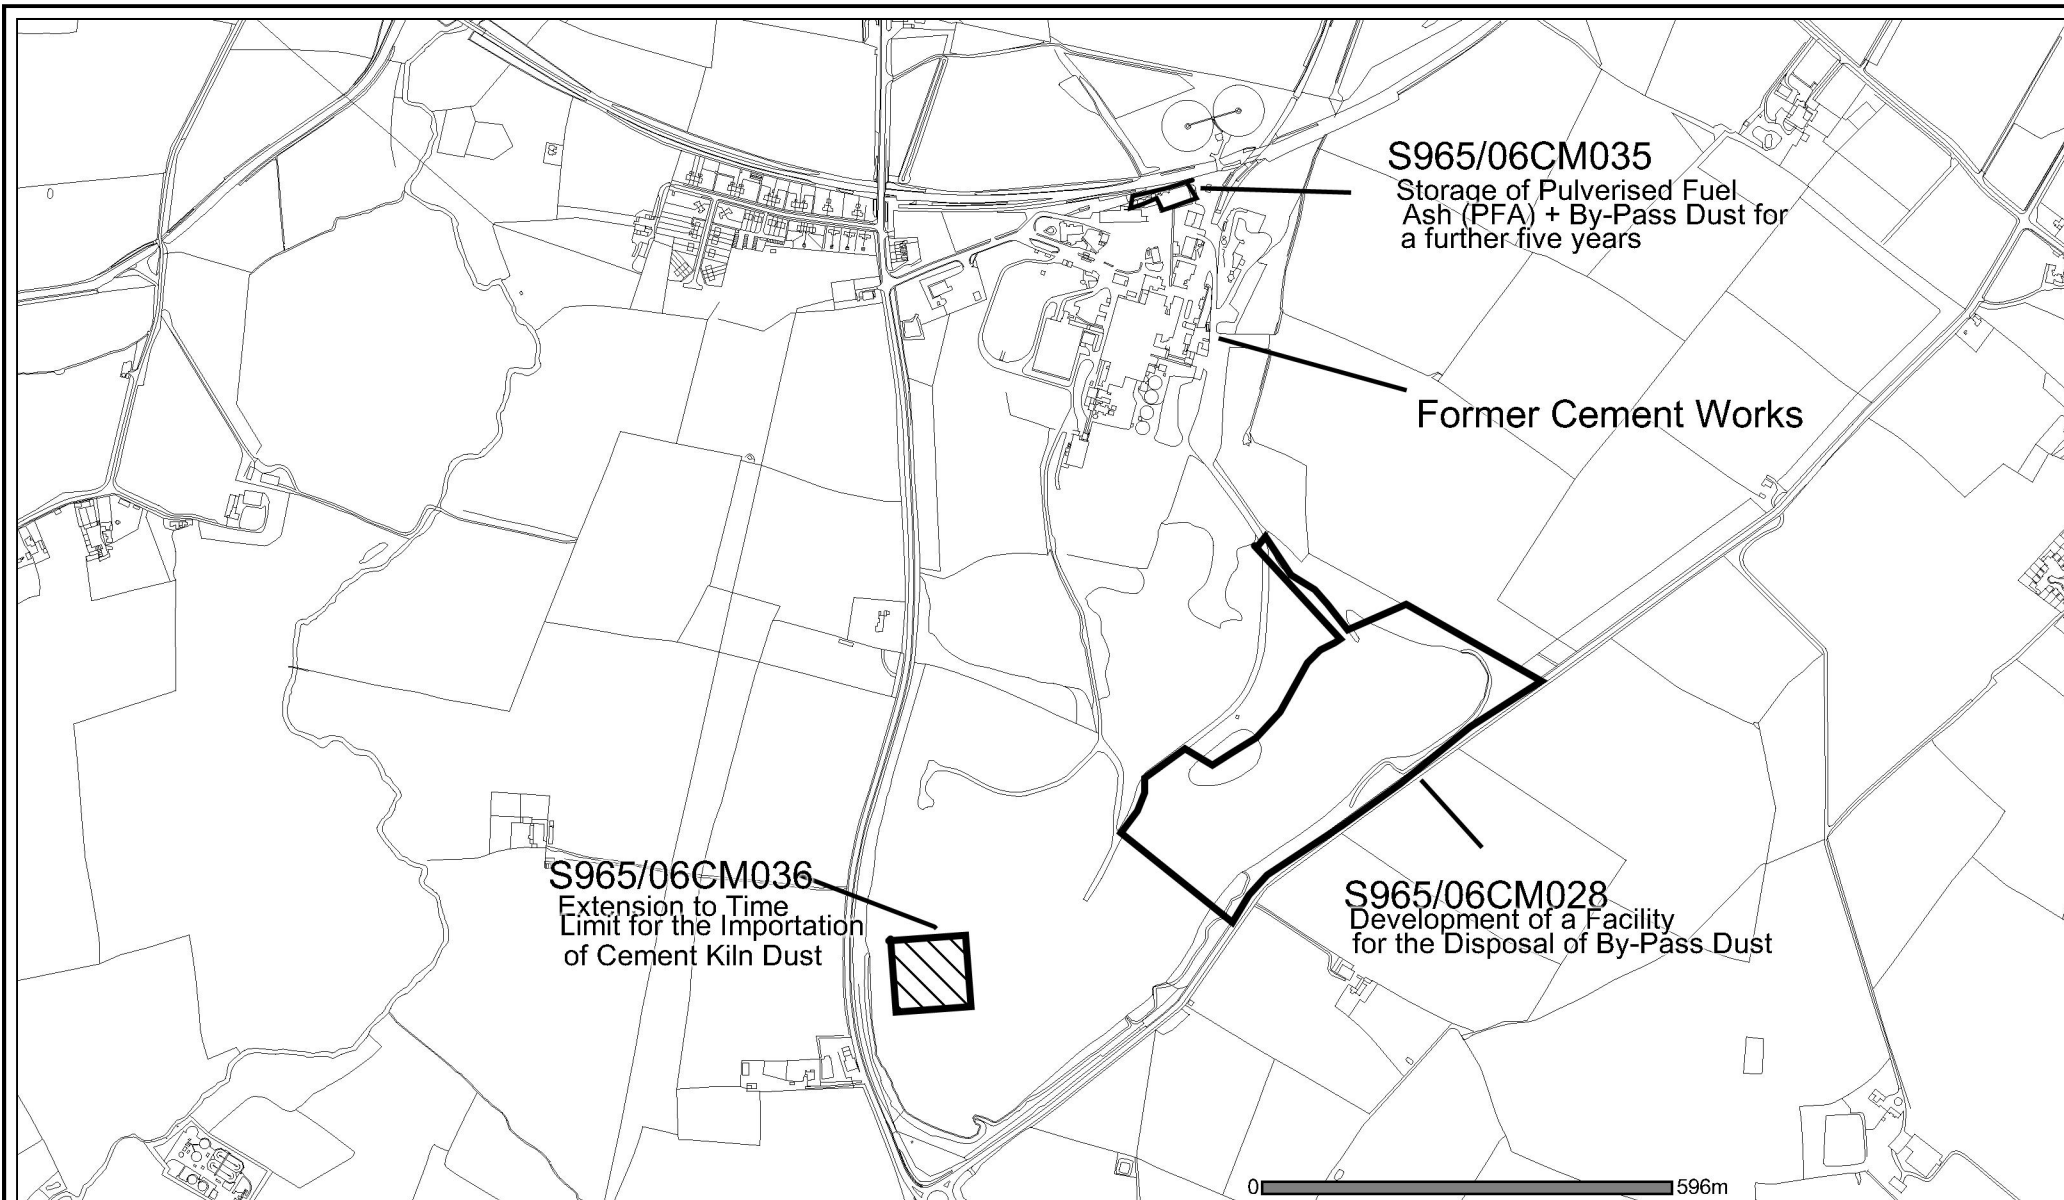 S965/06CM035
Storage of Pulverised Fuel
Ash (PFA) + By-Pass Dust for
a further five years
Former Cement Works
S965/06CM036
Extension to Time
Limit for the Importation
of Cement Kiln Dust
S965/06CM028
Development of a Facility
for the Disposal of By-Pass Dust
0 596m